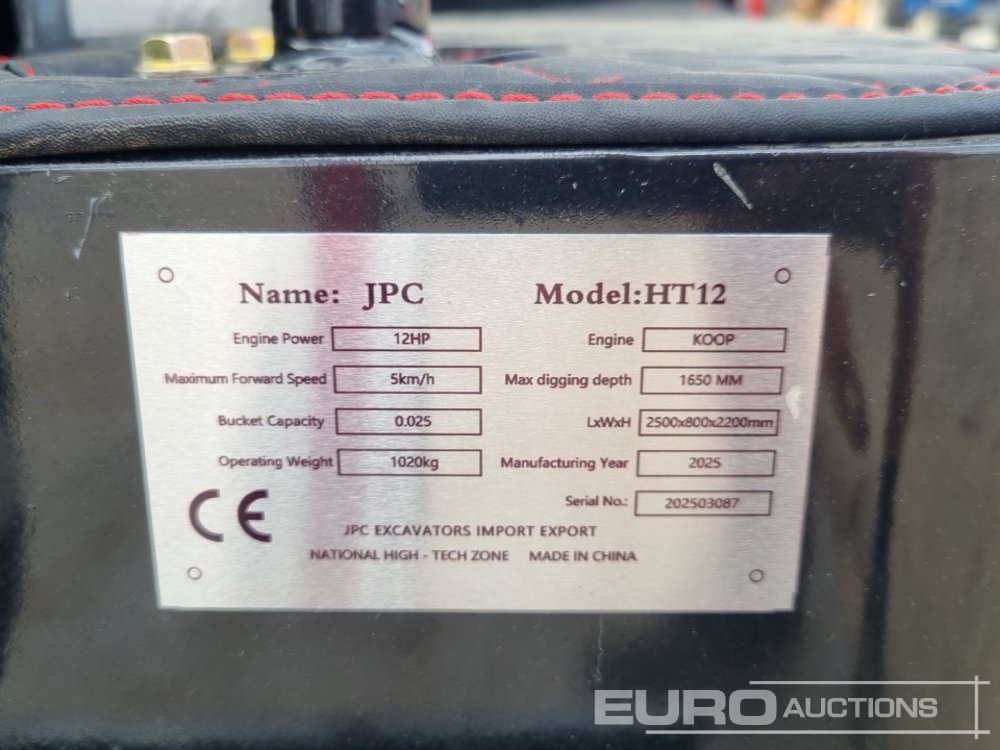 Name: JPC Model:HT12
Engine Power 12HP Engine KOOP
Maximum Forward Speed 5km/h Max digging depth 1650 MM
Bucket Capacity 0.025 LxWxH 2500x800x2200mm
Operating Weight 1020kg Manufacturing Year 2025
Serial No.: 202503087
CE
JPC EXCAVATORS IMPORT EXPORT
NATIONAL HIGH - TECH ZONE MADE IN CHINA
EURO AUCTIONS